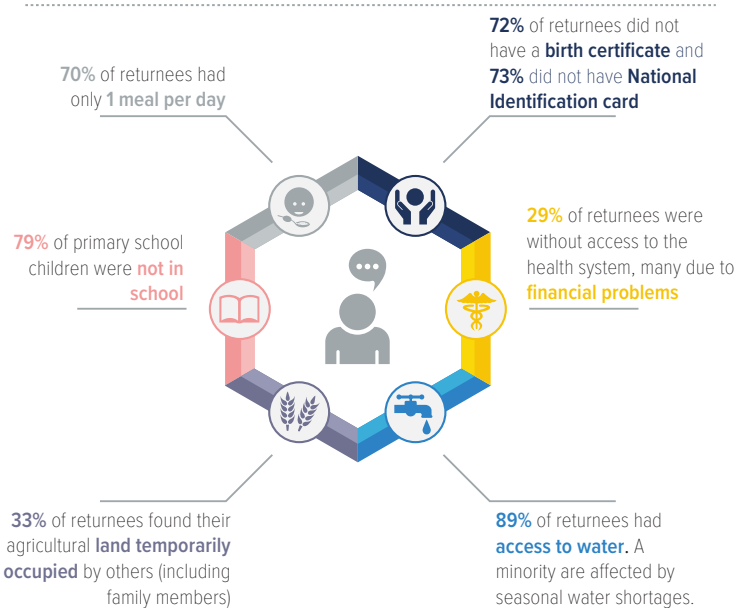 70% of returnees had
only 1 meal per day
72% of returnees did not
have a birth certificate and
73% did not have National
Identification card
79% of primary school
children were not in
school
29% of returnees were
without access to the
health system, many due to
financial problems
33% of returnees found their
agricultural land temporarily
occupied by others (including
family members)
89% of returnees had
access to water. A
minority are affected by
seasonal water shortages.